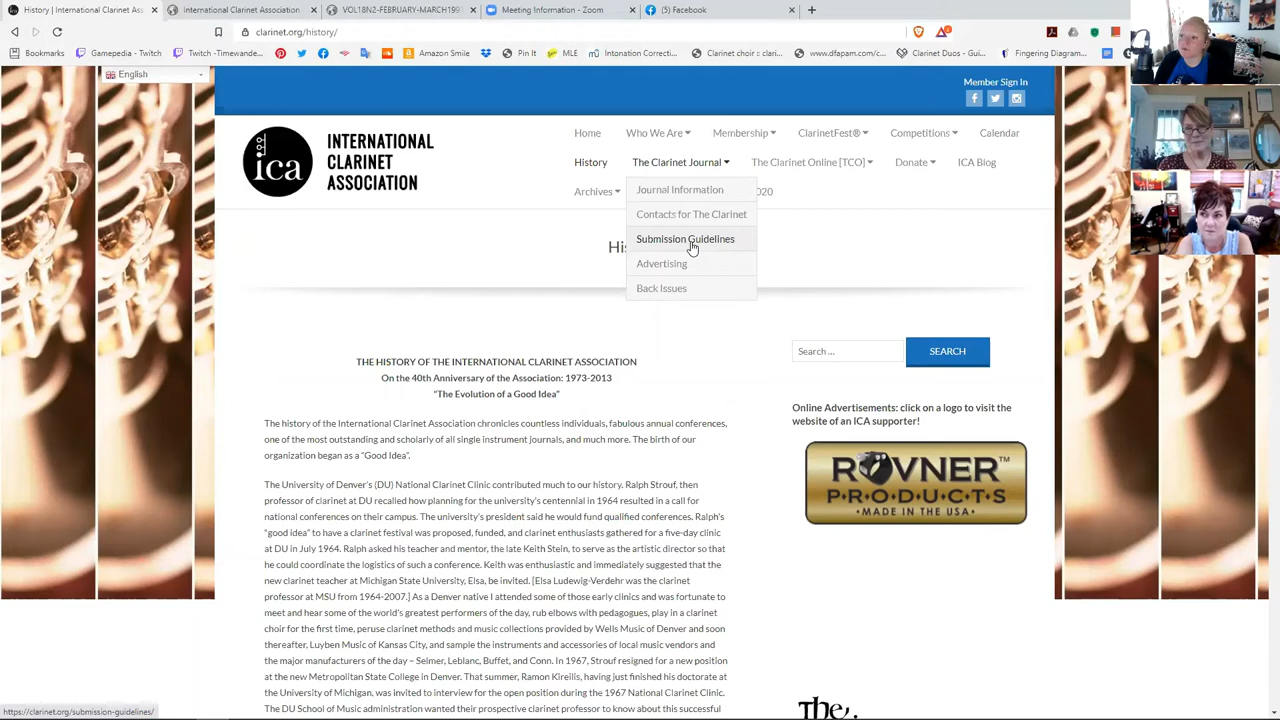 History | International Clarinet Ass
International Clarinet Association
VOL18N2-FEBRUARY-MARCH199
Meeting Information - Zoom
(5) Facebook
clarinet.org/history/
Bookmarks
Gamepedia - Twitch
Twitch -Timewande...
Pin It
MLE
Intonation Correcti...
Clarinet choir :: clari...
Amazon Smile
www.dfapam.com/c...
Clarinet Duos - Gui...
Fingering Diagram...
English
Member Sign In
ica
INTERNATIONAL
CLARINET
ASSOCIATION
Home
Who We Are
Membership
ClarinetFest®
Competitions
Calendar
History
The Clarinet Journal
The Clarinet Online [TCO]
Donate
ICA Blog
Archives
020
Journal Information
Contacts for The Clarinet
Submission Guidelines
Advertising
Back Issues
His
THE HISTORY OF THE INTERNATIONAL CLARINET ASSOCIATION
On the 40th Anniversary of the Association: 1973-2013
"The Evolution of a Good Idea"
The history of the International Clarinet Association chronicles countless individuals, fabulous annual conferences,
one of the most outstanding and scholarly of all single instrument journals, and much more. The birth of our
organization began as a "Good Idea".
The University of Denver's (DU) National Clarinet Clinic contributed much to our history. Ralph Strouf, then
professor of clarinet at DU recalled how planning for the university's centennial in 1964 resulted in a call for
national conferences on their campus. The university's president said he would fund qualified conferences. Ralph's
"good idea" to have a clarinet festival was proposed, funded, and clarinet enthusiasts gathered for a five-day clinic
at DU in July 1964. Ralph asked his teacher and mentor, the late Keith Stein, to serve as the artistic director so that
he could coordinate the logistics of such a conference. Keith was enthusiastic and immediately suggested that the
new clarinet teacher at Michigan State University, Elsa, be invited. [Elsa Ludewig-Verdehr was the clarinet
professor at MSU from 1964-2007.] As a Denver native I attended some of those early clinics and was fortunate to
meet and hear some of the world's greatest performers of the day, rub elbows with pedagogues, play in a clarinet
choir for the first time, peruse clarinet methods and music collections provided by Wells Music of Denver and soon
thereafter, Luyben Music of Kansas City, and sample the instruments and accessories of local music vendors and
the major manufacturers of the day – Selmer, Leblanc, Buffet, and Conn. In 1967, Strouf resigned for a new position
at the new Metropolitan State College in Denver. That summer, Ramon Kireilis, having just finished his doctorate at
the University of Michigan, was invited to interview for the open position during the 1967 National Clarinet Clinic.
The DU School of Music administration wanted their prospective clarinet professor to know about this successful
Search ...
SEARCH
Online Advertisements: click on a logo to visit the
website of an ICA supporter!
ROVNER™
PRODUCTS
MADE IN THE USA
The.
https://clarinet.org/submission-guidelines/